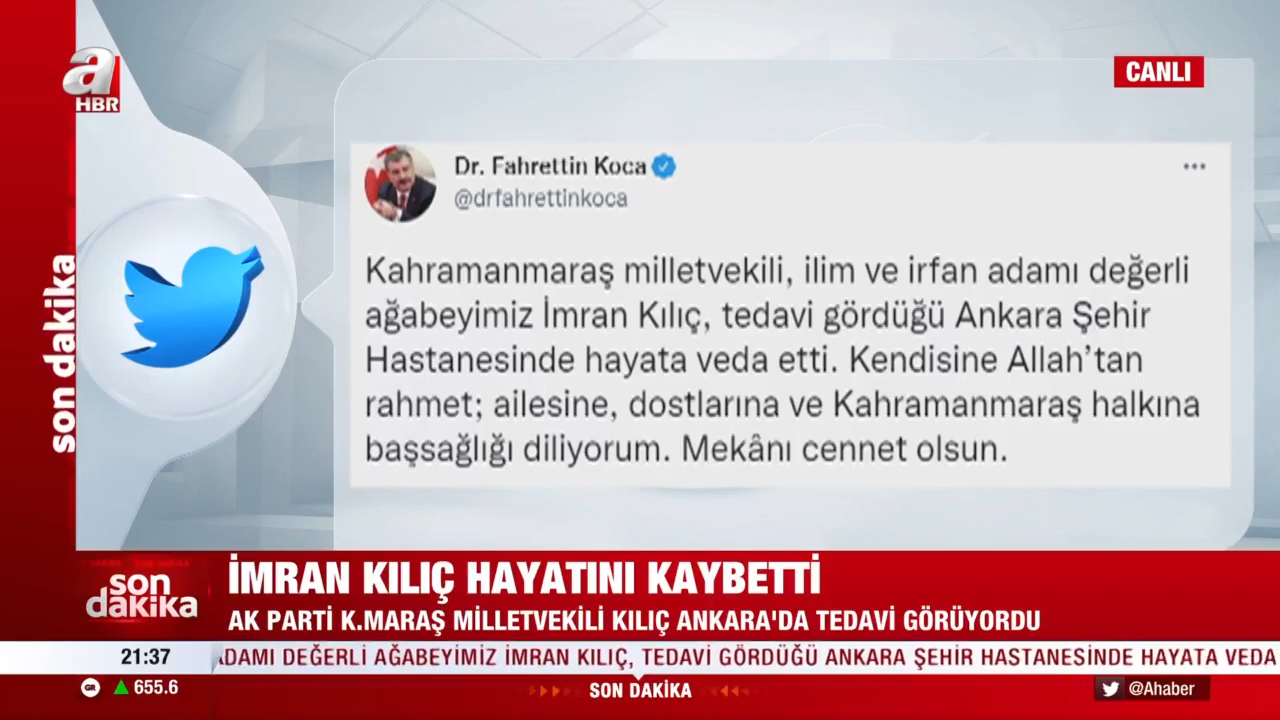 a
HBR
CANLI
son dakika
Dr. Fahrettin Koca
@drfahrettinkoca
Kahramanmaraş milletvekili, ilim ve irfan adamı değerli
ağabeyimiz İmran Kılıç, tedavi gördüğü Ankara Şehir
Hastanesinde hayata veda etti. Kendisine Allah’tan
rahmet; ailesine, dostlarına ve Kahramanmaraş halkına
başsağlığı diliyorum. Mekânı cennet olsun.
son
dakika
İMRAN KILIÇ HAYATINI KAYBETTİ
AK PARTİ K.MARAŞ MİLLETVEKİLİ KILIÇ ANKARA'DA TEDAVİ GÖRÜYORDU
21:37
ADAMI DEĞERLİ AĞABEYİMİZ İMRAN KILIÇ, TEDAVİ GÖRDÜĞÜ ANKARA ŞEHİR HASTANESİNDE HAYATA VEDA
GR 655.6
SON DAKİKA
@Ahaber